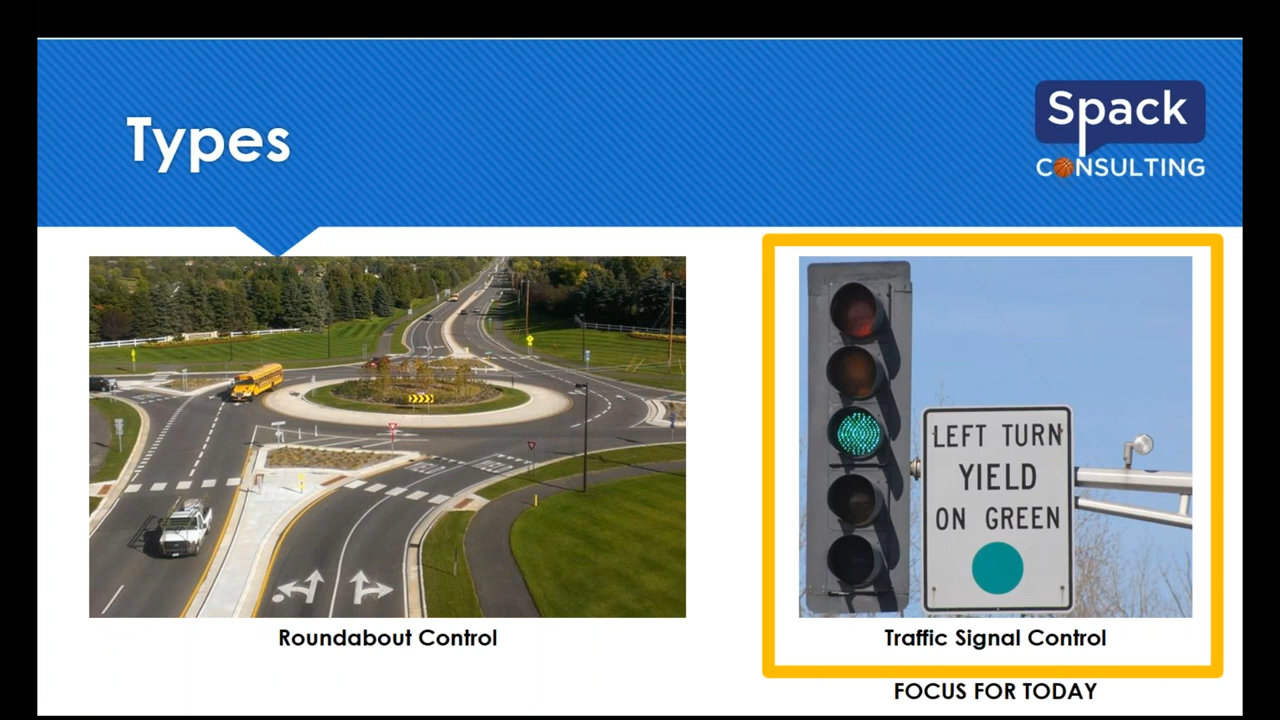 Types
Spack
CONSULTING
LEFT TURN
YIELD
ON GREEN
Roundabout Control
Traffic Signal Control
FOCUS FOR TODAY